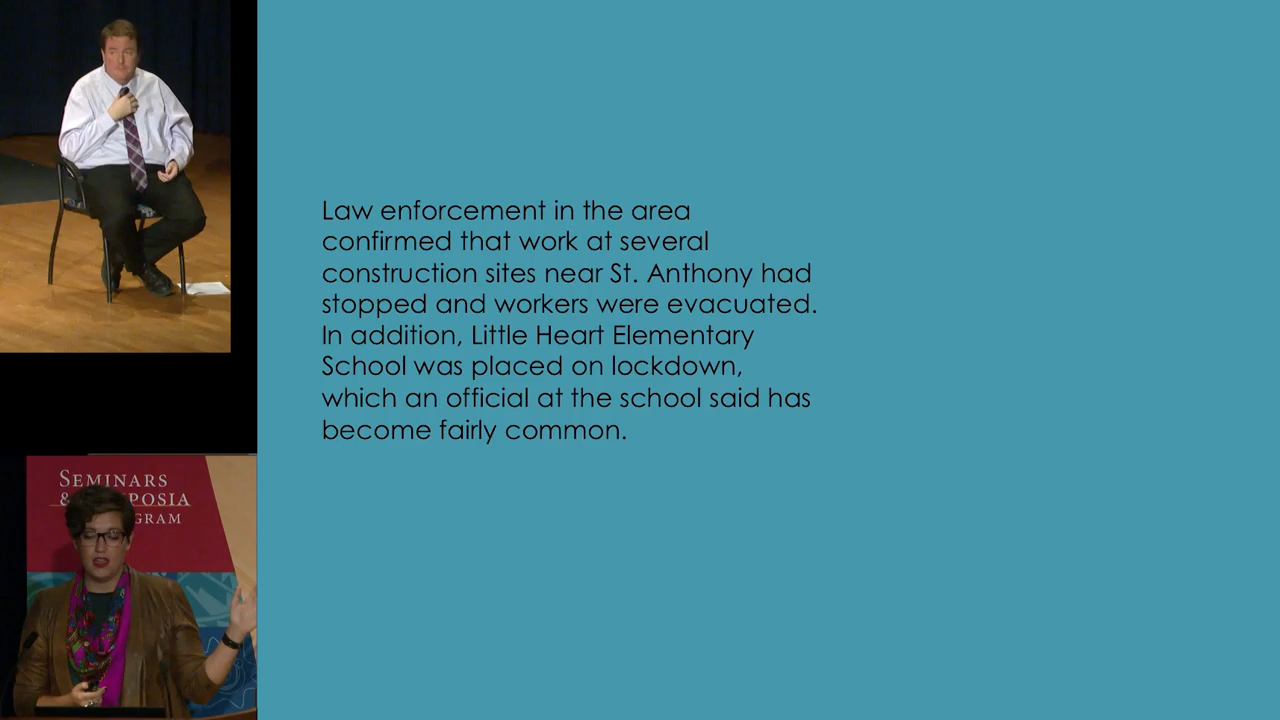 Law enforcement in the area
confirmed that work at several
construction sites near St. Anthony had
stopped and workers were evacuated.
In addition, Little Heart Elementary
School was placed on lockdown,
which an official at the school said has
become fairly common.
SEMINARS
&